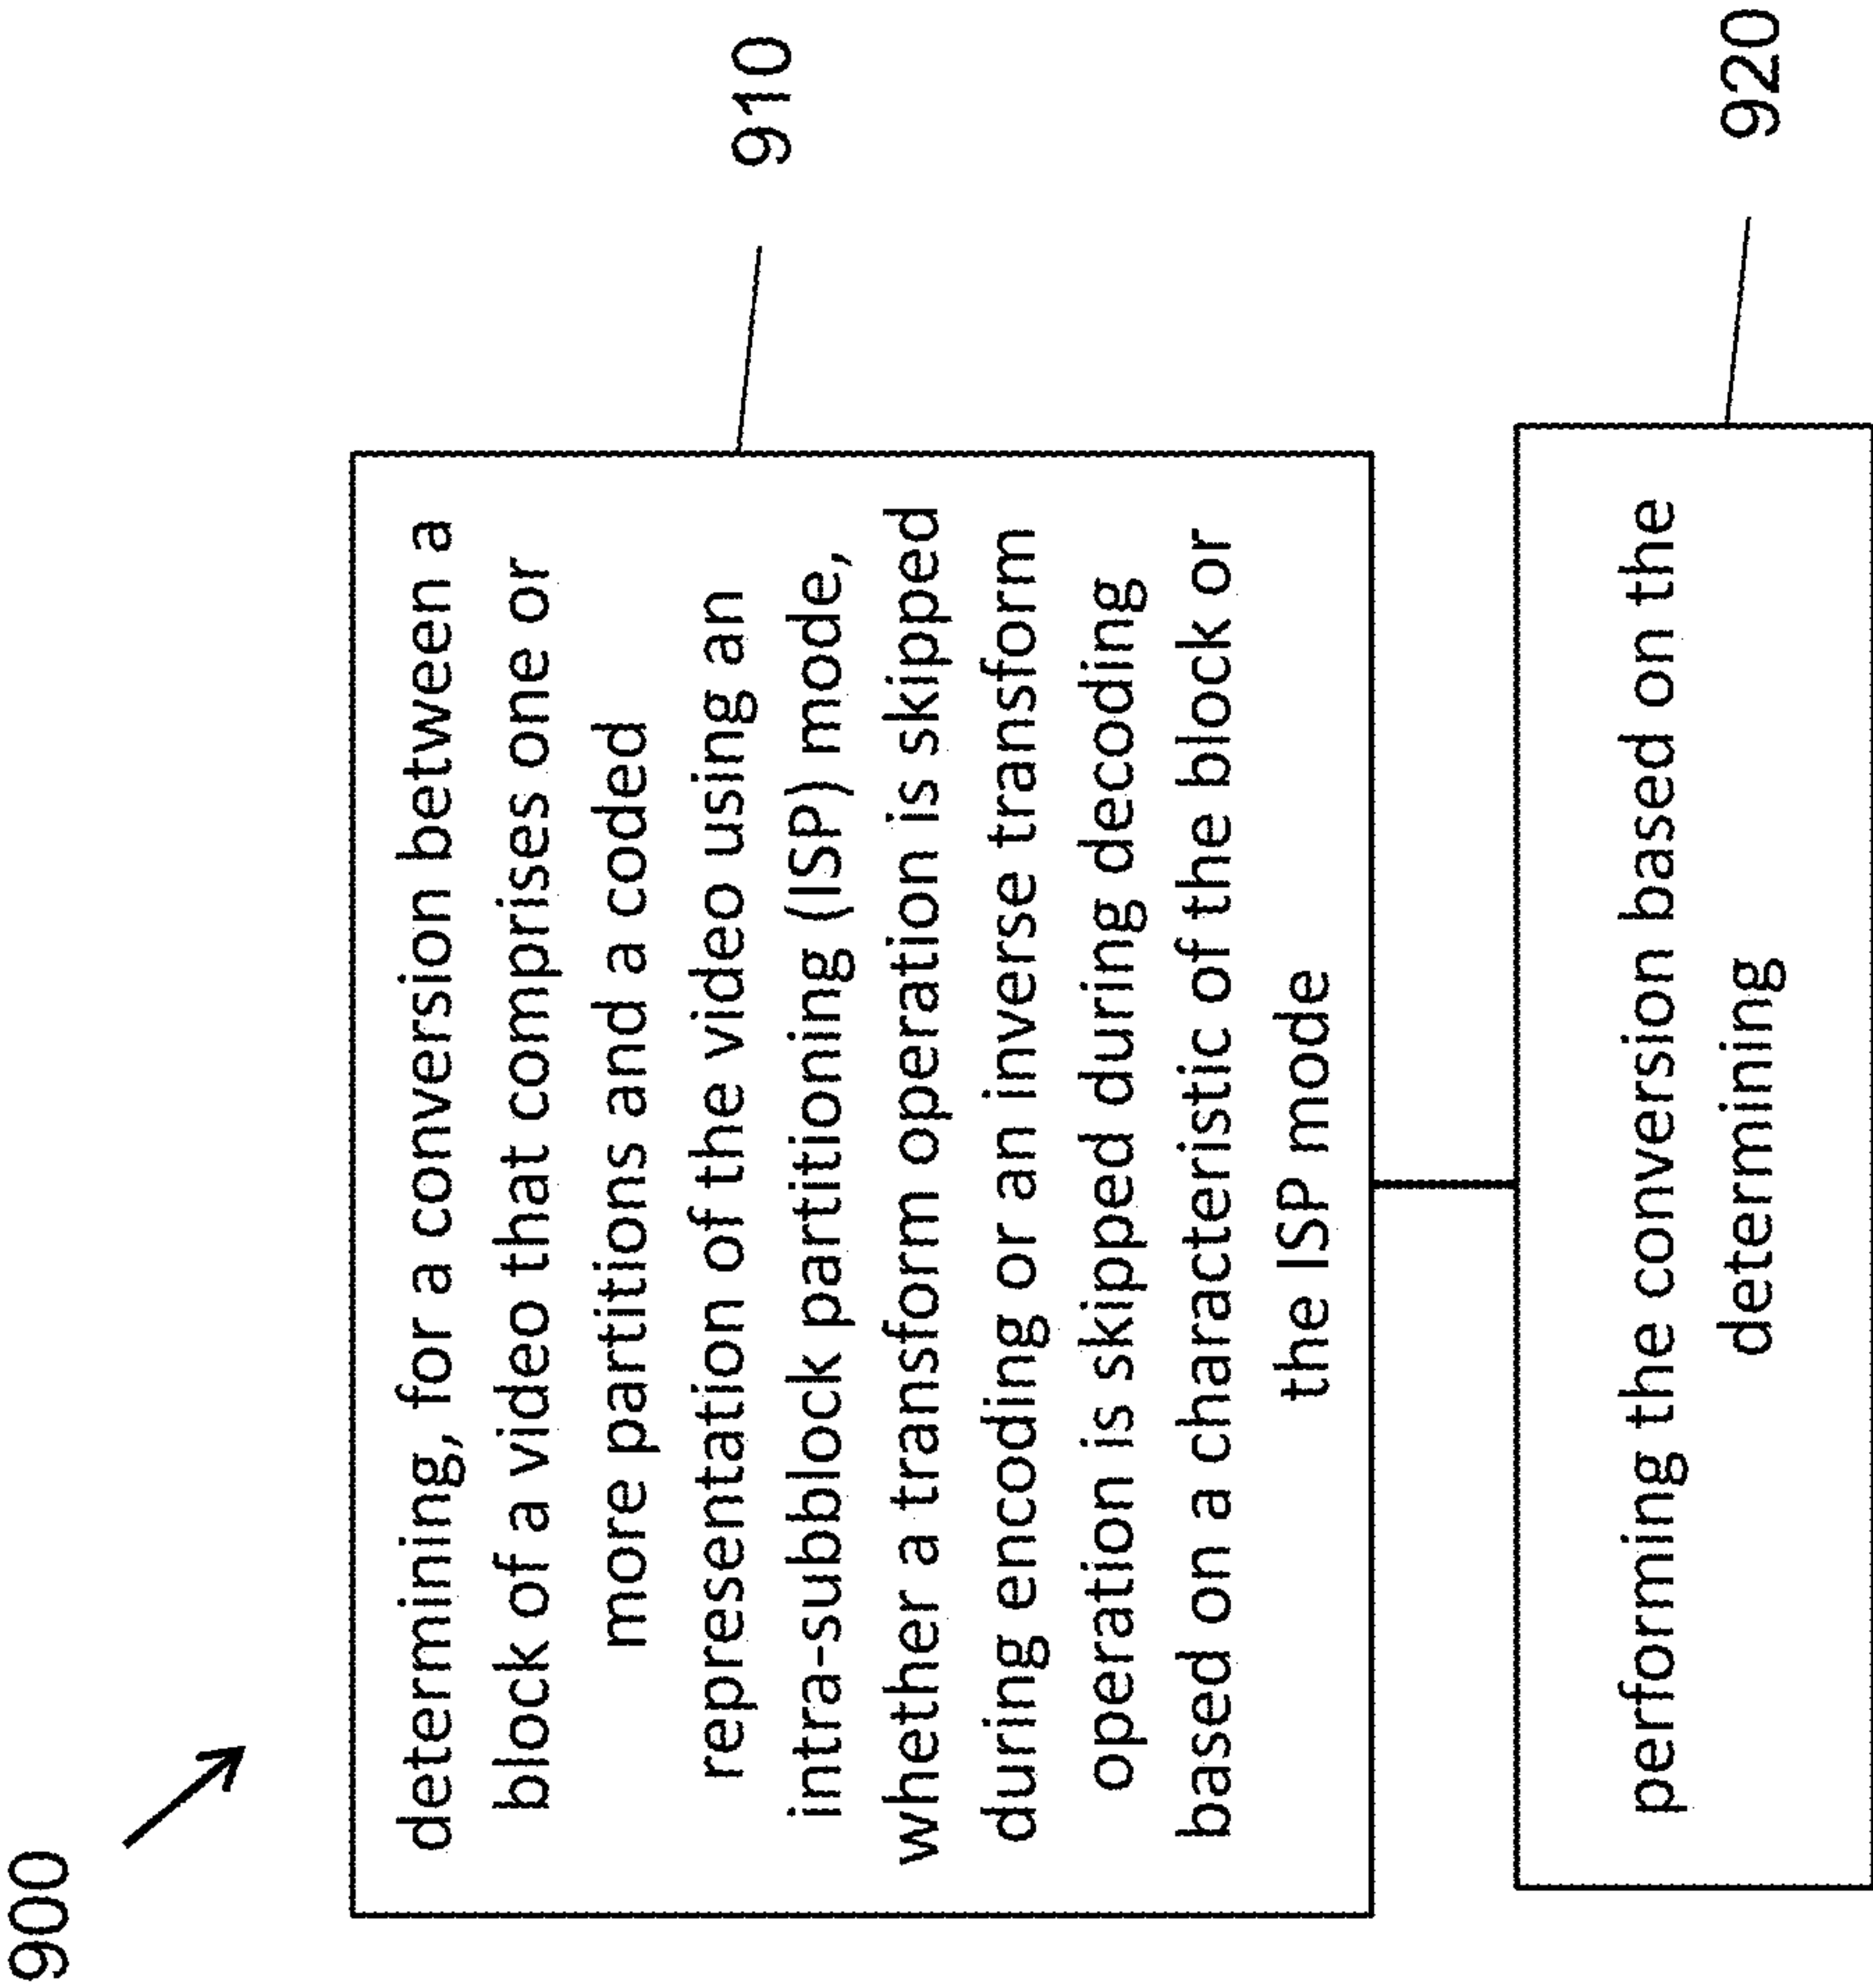 900
determining, for a conversion between a
block of a video that comprises one or
more partitions and a coded
representation of the video using an
intra-subblock partitioning (ISP) mode,
whether a transform operation is skipped
during encoding or an inverse transform
operation is skipped during decoding
based on a characteristic of the block or
the ISP mode
910
performing the conversion based on the
determining
920